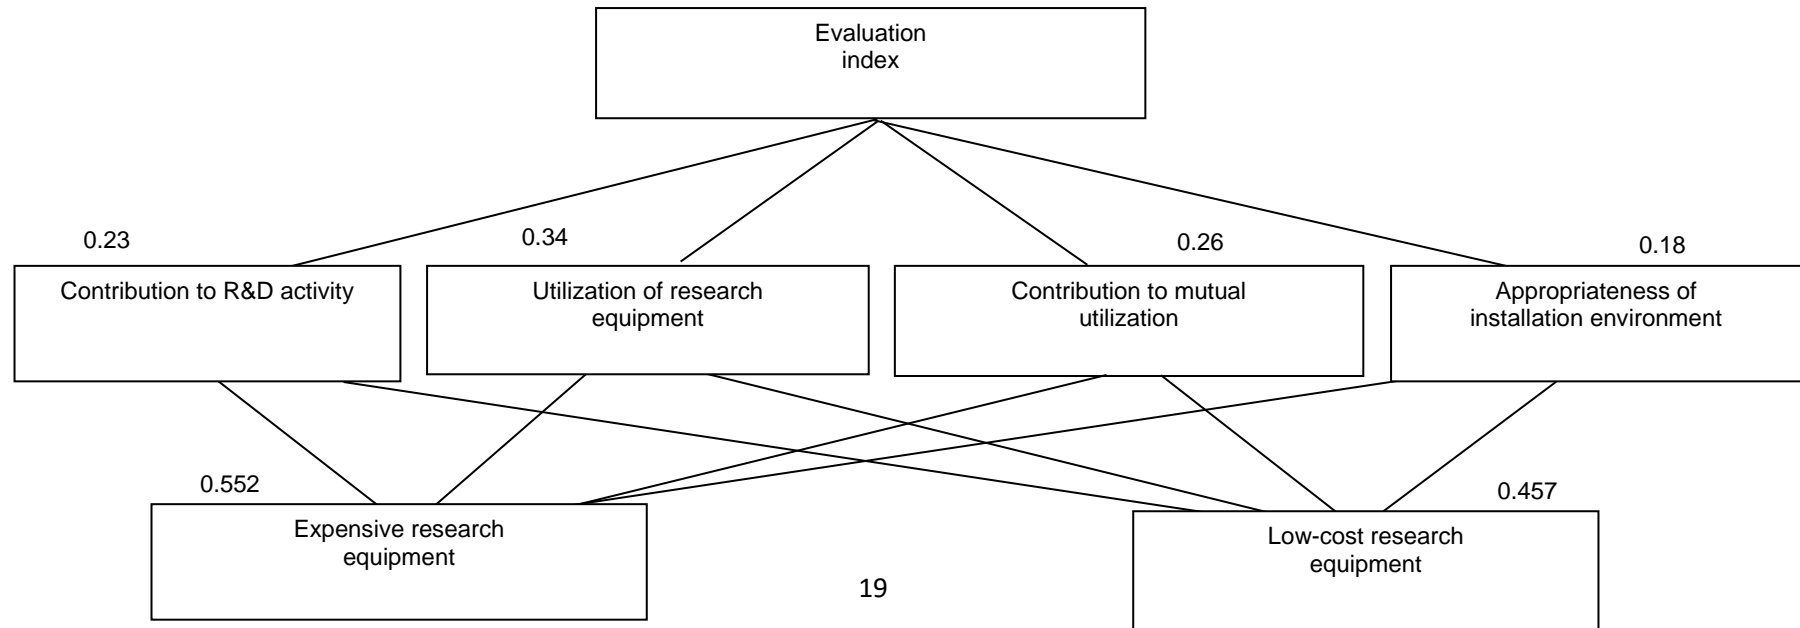 Evaluation
index
0.23
0.34
0.26
0.18
Contribution to R&D activity
Utilization of research
equipment
Contribution to mutual
utilization
Appropriateness of
installation environment
0.552
0.457
Expensive research
equipment
Low-cost research
equipment
19